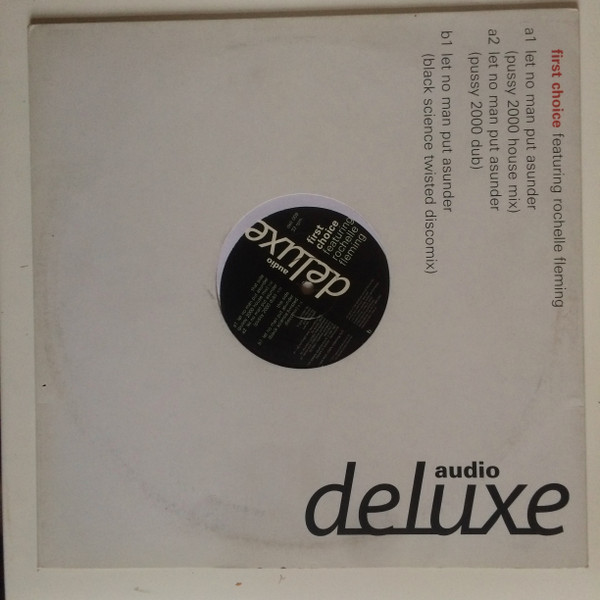 first choice featuring rochelle fleming
a1 let no man put asunder
(pussy 2000 house mix)
a2 let no man put asunder
(pussy 2000 dub)
b1 let no man put asunder
(black science twisted discomix)
audio
deluxe
first
choice
featuring
rochelle
fleming
audio
deluxe